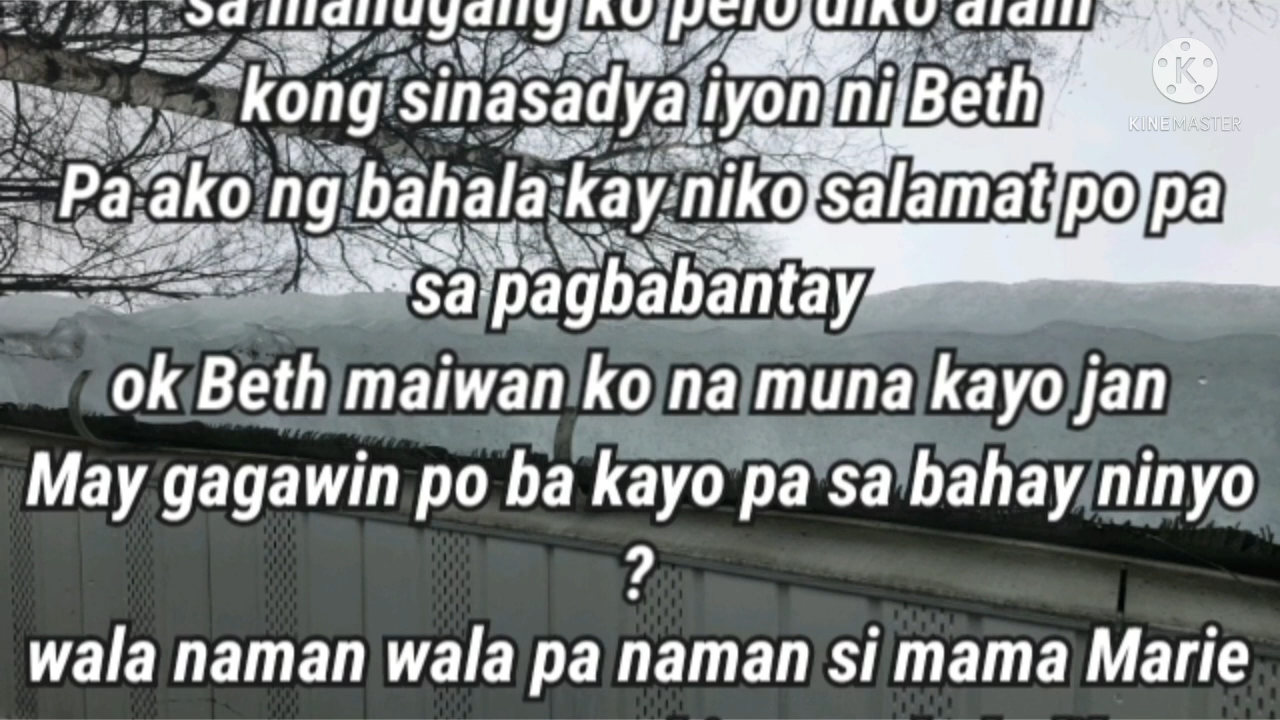 sa manugang ko pero diko alam
kong sinasadya iyon ni Beth
Pa ako ng bahala kay niko salamat po pa
sa pagbabantay
ok Beth maiwan ko na muna kayo jan
May gagawin po ba kayo pa sa bahay ninyo
?
wala naman wala pa naman si mama Marie
KINEMASTER